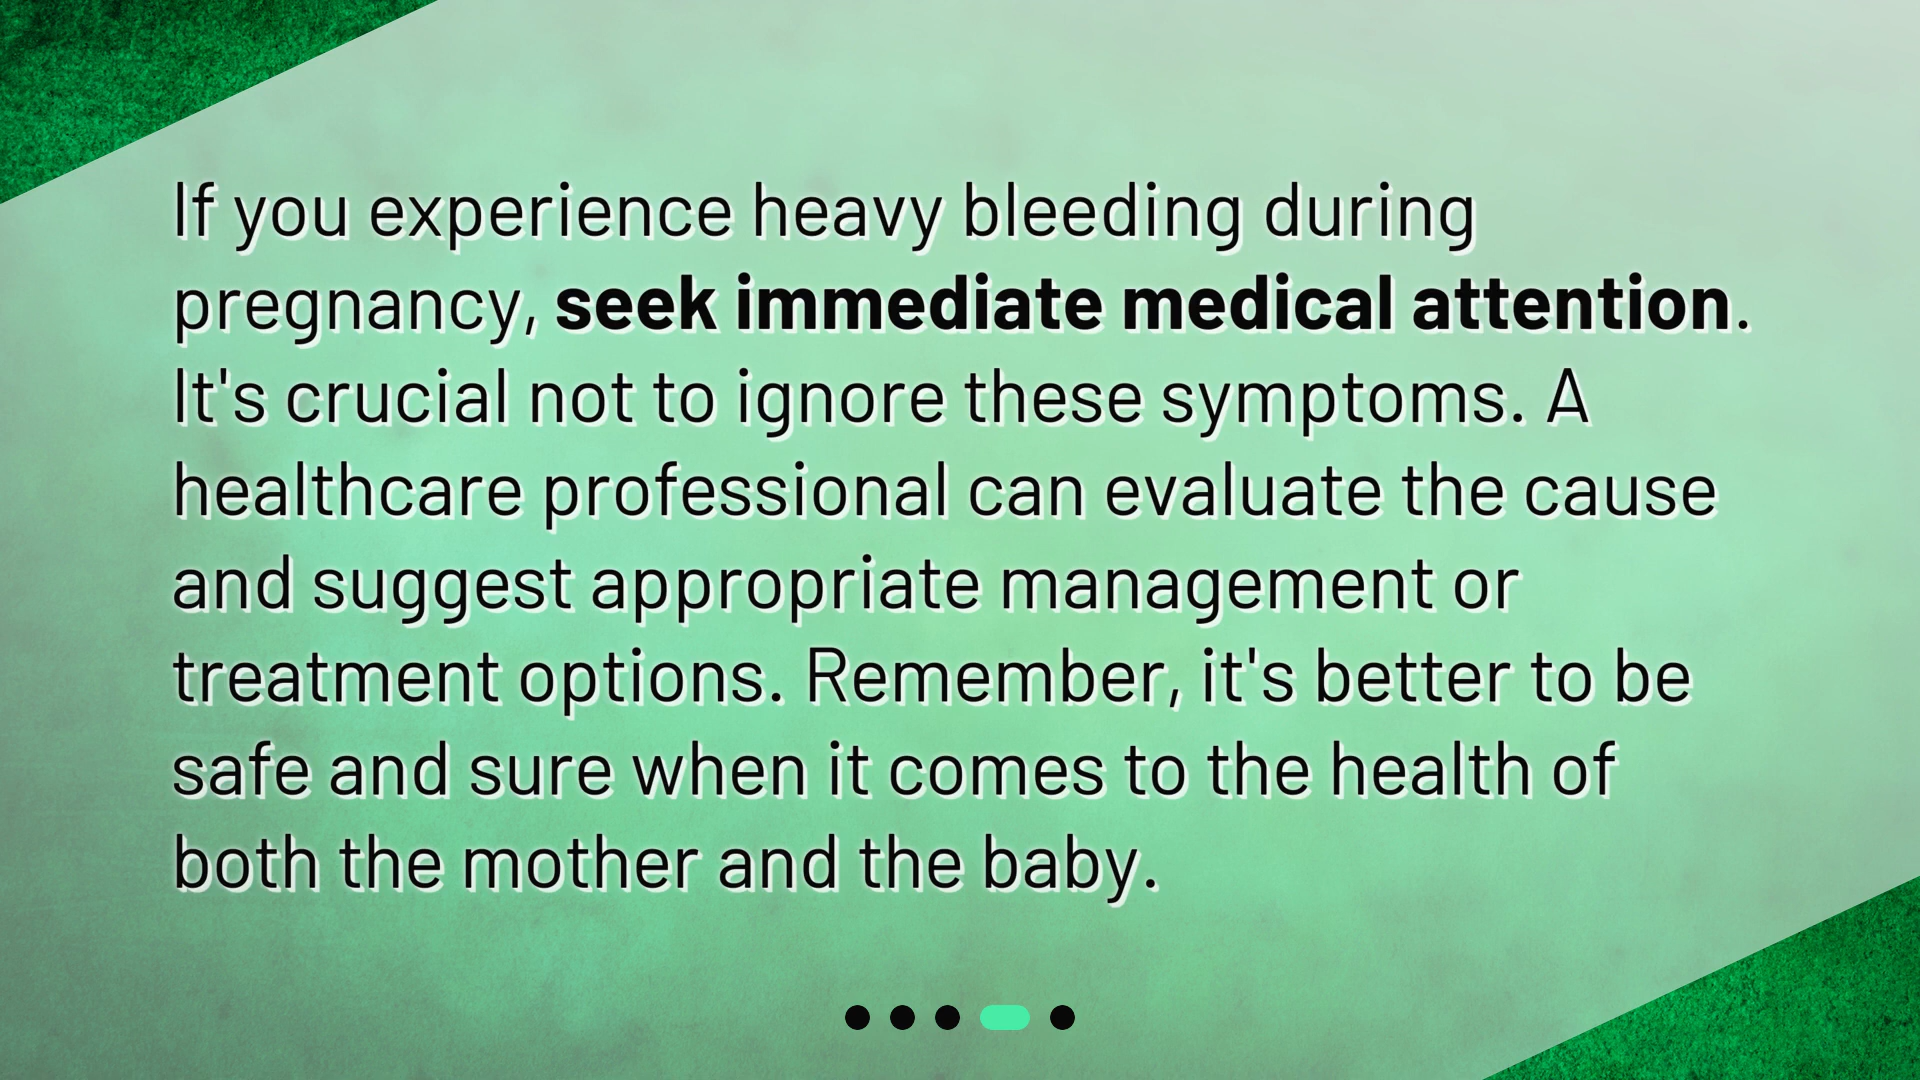 If you experience heavy bleeding during
pregnancy, seek immediate medical attention.
It's crucial not to ignore these symptoms. A
healthcare professional can evaluate the cause
and suggest appropriate management or
treatment options. Remember, it's better to be
safe and sure when it comes to the health of
both the mother and the baby.